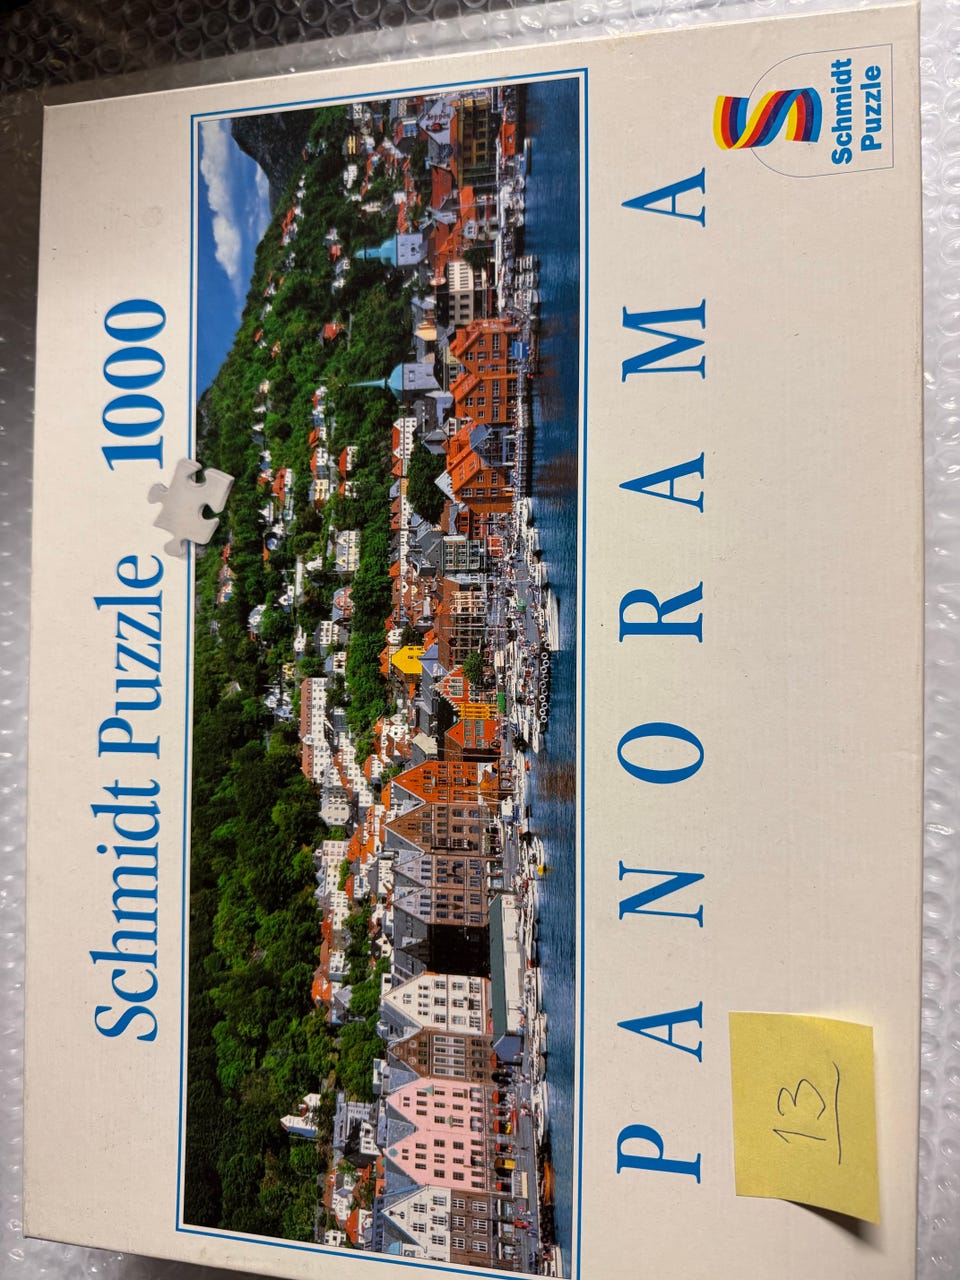 Schmidt Puzzle 1000
PANORAMA
Schmidt
Puzzle
13